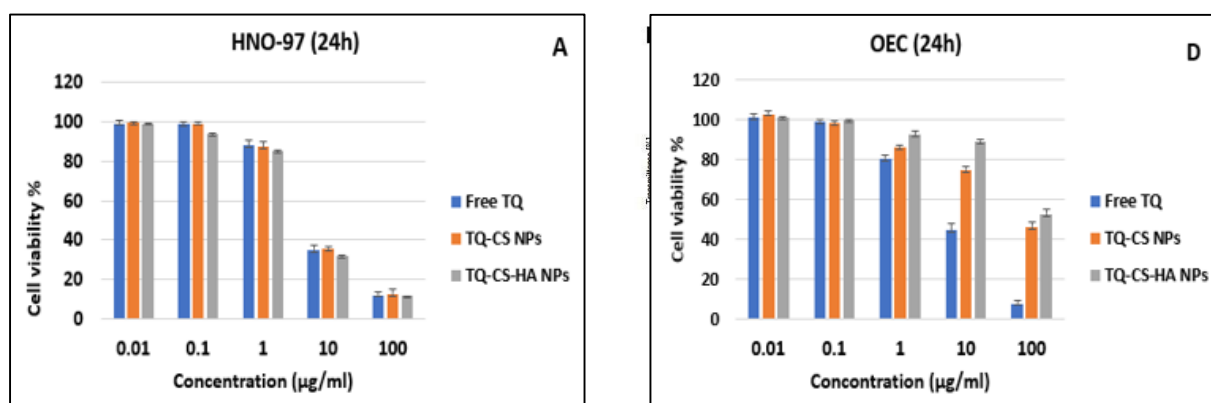 HNO-97 (24h)
A
120
100
80
60
40
20
0
Cell viability %
0.01 0.1 1 10 100
Concentration (µg/ml)
Free TQ
TQ-CS NPs
TQ-CS-HA NPs
OEC (24h)
D
120
100
80
60
40
20
0
Cell viability %
0.01 0.1 1 10 100
Concontration (µg/ml)
Free TQ
TQ-CS NPs
TQ-CS-HA NPs